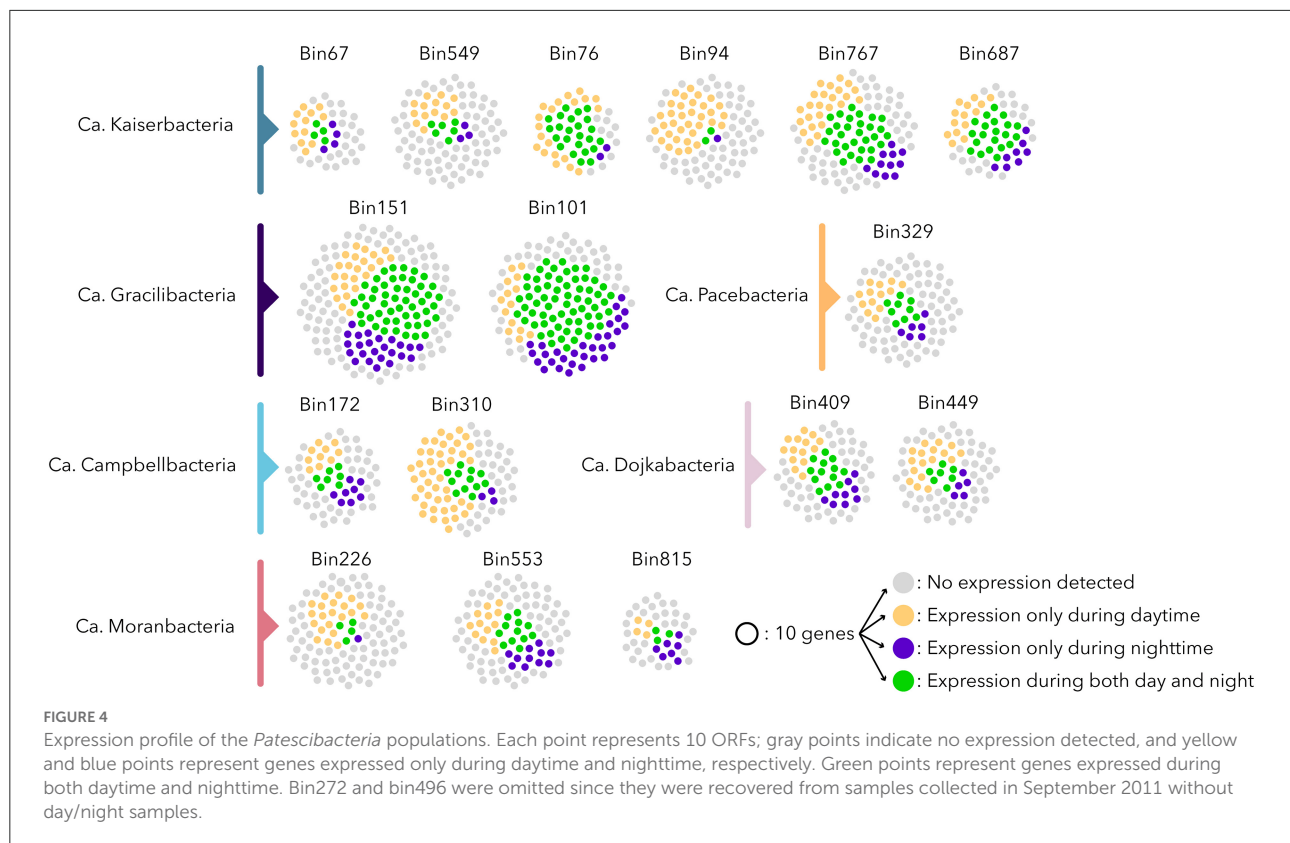 Bin67 Bin549 Bin76 Bin94 Bin767 Bin687
Ca. Kaiserbacteria
Bin151 Bin101
Bin329
Ca. Gracilibacteria
Ca. Pacebacteria
Bin172 Bin310
Bin409 Bin449
Ca. Campbellbacteria
Ca. Dojkabacteria
Bin226 Bin553 Bin815
Ca. Moranbacteria
: 10 genes
: No expression detected
: Expression only during daytime
: Expression only during nighttime
: Expression during both day and night
FIGURE 4
Expression profile of the Patescibacteria populations. Each point represents 10 ORFs; gray points indicate no expression detected, and yellow
and blue points represent genes expressed only during daytime and nighttime, respectively. Green points represent genes expressed during
both daytime and nighttime. Bin272 and bin496 were omitted since they were recovered from samples collected in September 2011 without
day/night samples.